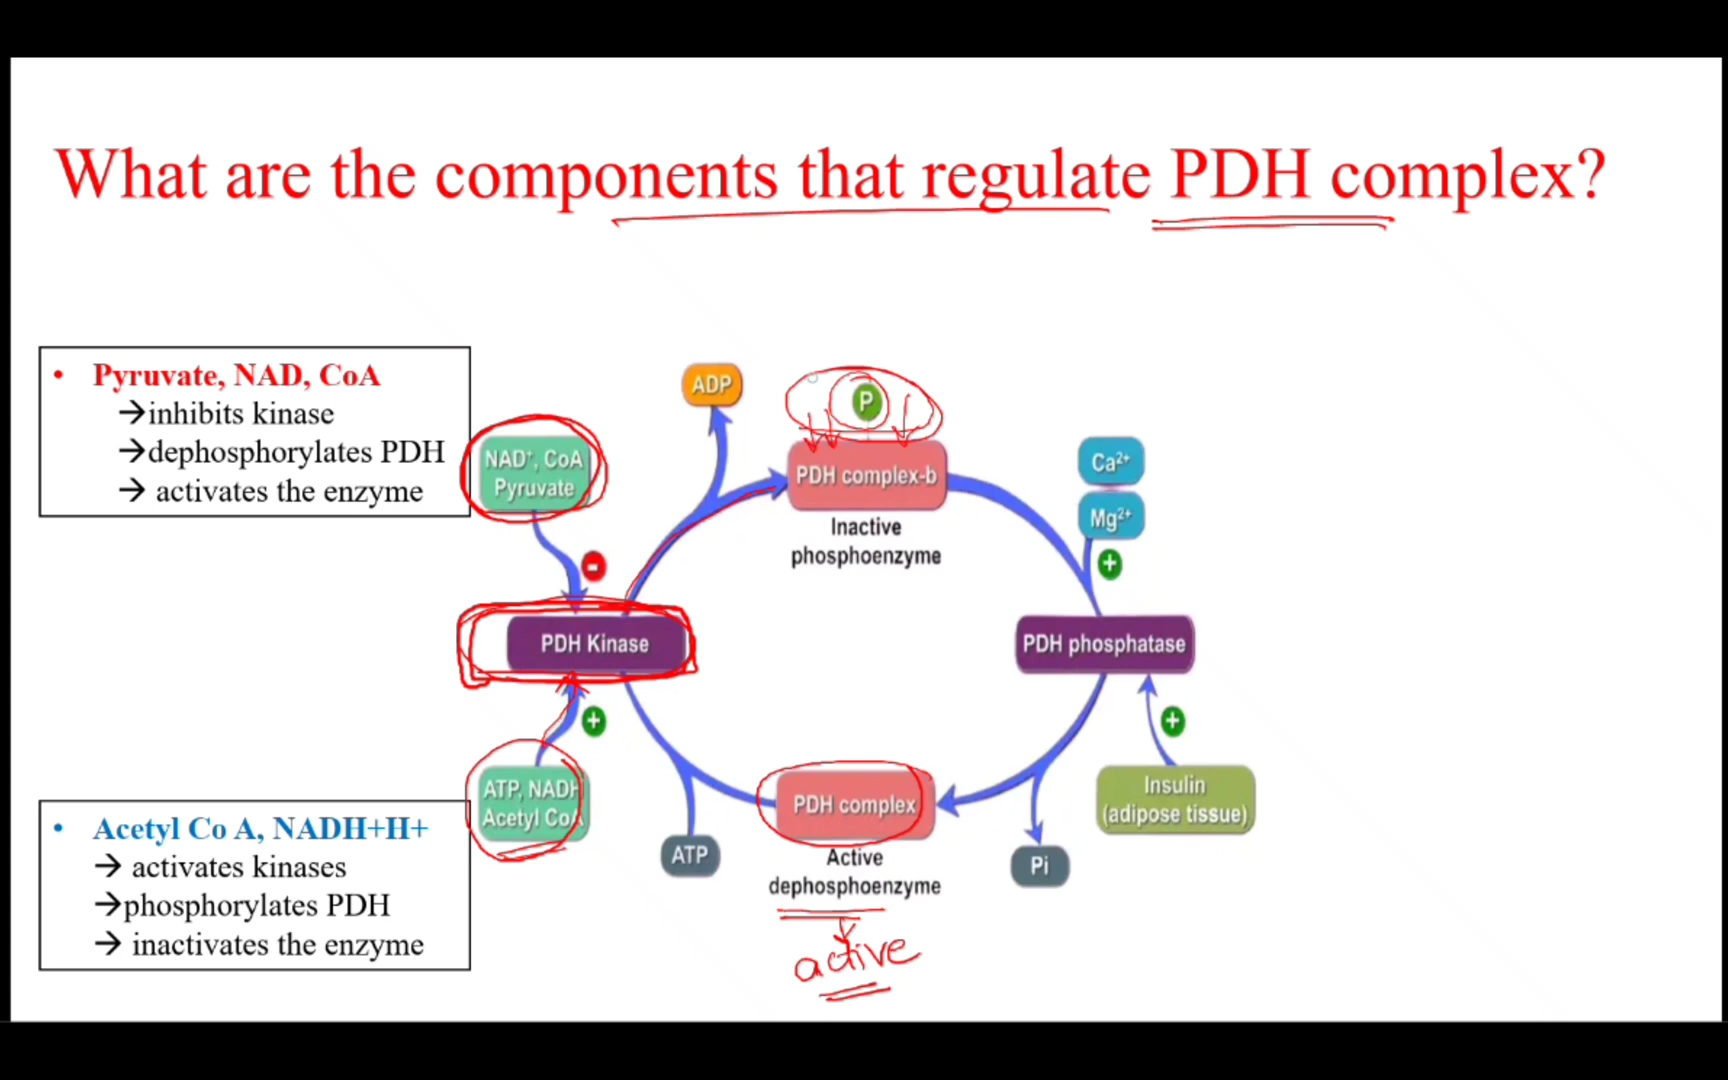 What are the components that regulate PDH complex?
• Pyruvate, NAD, CoA
→inhibits kinase
→dephosphorylates PDH
→ activates the enzyme
NAD⁺, CoA
Pyruvate
ADP
P
PDH complex-b
Inactive
phosphoenzyme
Ca²⁺
Mg²⁺
+
-
PDH Kinase
PDH phosphatase
+
+
ATP, NADH
Acetyl CoA
PDH complex
Insulin
(adipose tissue)
ATP
Active
dephosphoenzyme
Pi
active
• Acetyl Co A, NADH+H+
→ activates kinases
→phosphorylates PDH
→ inactivates the enzyme